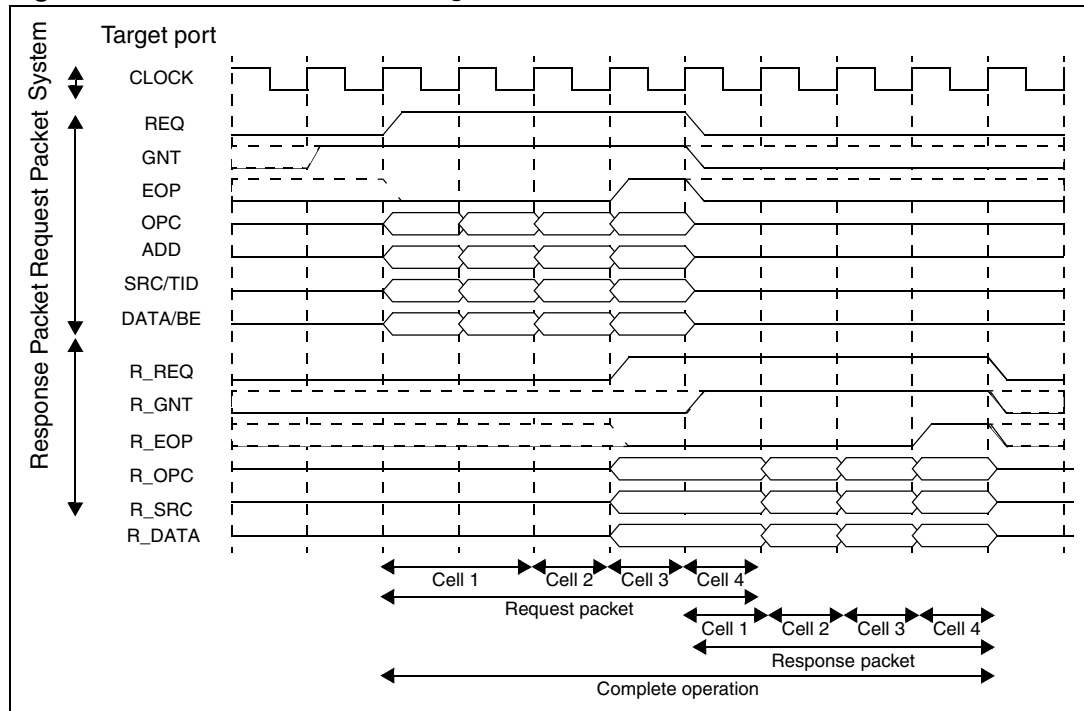 Target port
System
CLOCK
Request Packet
REQ
GNT
EOP
OPC
ADD
SRC/TID
DATA/BE
Response Packet
R_REQ
R_GNT
R_EOP
R_OPC
R_SRC
R_DATA
Cell 1 Cell 2 Cell 3 Cell 4
Request packet
Cell 1 Cell 2 Cell 3 Cell 4
Response packet
Complete operation